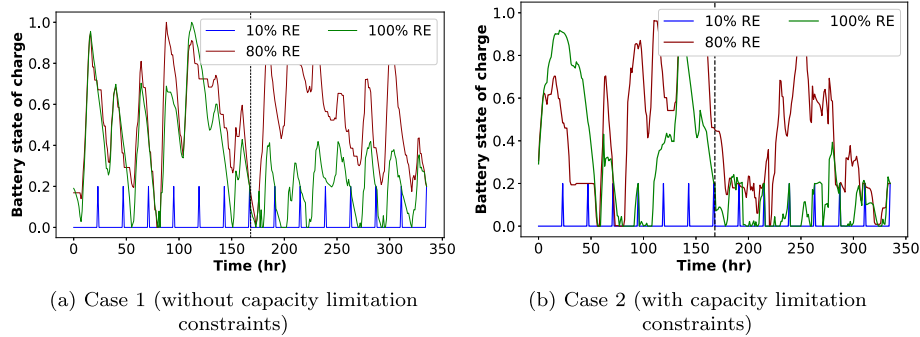 10% RE
80% RE
100% RE
Battery state of charge
1.0
0.8
0.6
0.4
0.2
0.0
0 50 100 150 200 250 300 350
Time (hr)
(a) Case 1 (without capacity limitation
constraints)
10% RE
80% RE
100% RE
Battery state of charge
1.0
0.8
0.6
0.4
0.2
0.0
0 50 100 150 200 250 300 350
Time (hr)
(b) Case 2 (with capacity limitation
constraints)